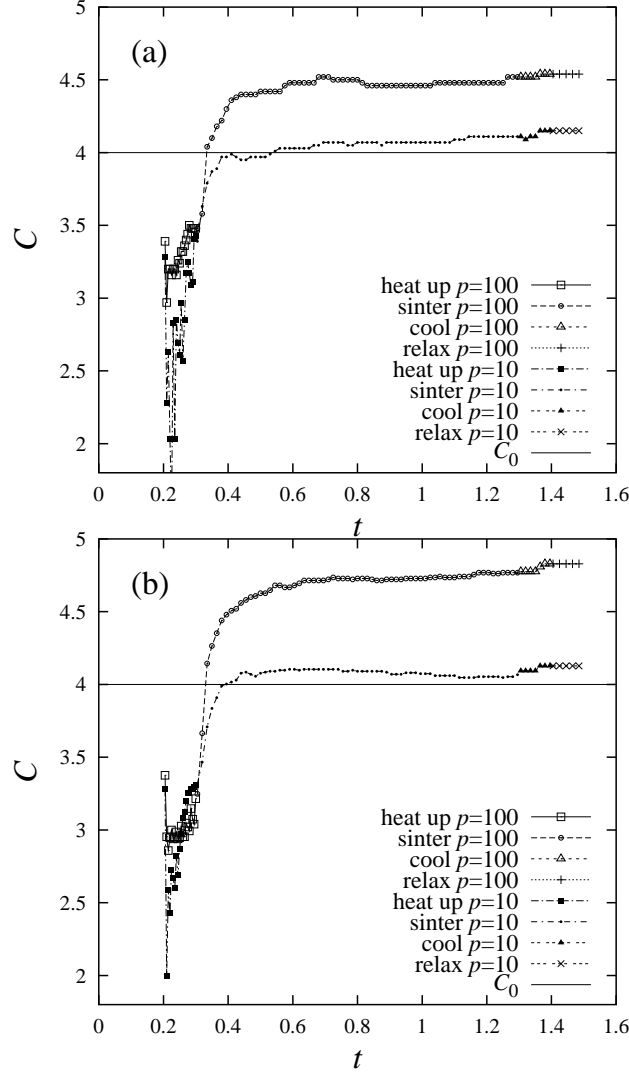 5
(a)
4.5
4
C
3.5
3
2.5
2
heat up p=100
sinter p=100
cool p=100
relax p=100
heat up p=10
sinter p=10
cool p=10
relax p=10
C0
0 0.2 0.4 0.6 0.8 1 1.2 1.4 1.6
t
5
(b)
4.5
4
C
3.5
3
2.5
2
heat up p=100
sinter p=100
cool p=100
relax p=100
heat up p=10
sinter p=10
cool p=10
relax p=10
C0
0 0.2 0.4 0.6 0.8 1 1.2 1.4 1.6
t